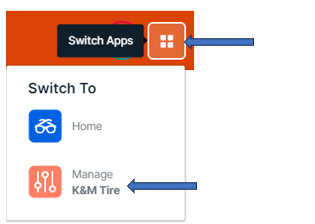 Switch Apps
Switch To
Home
Manage
K&M Tire